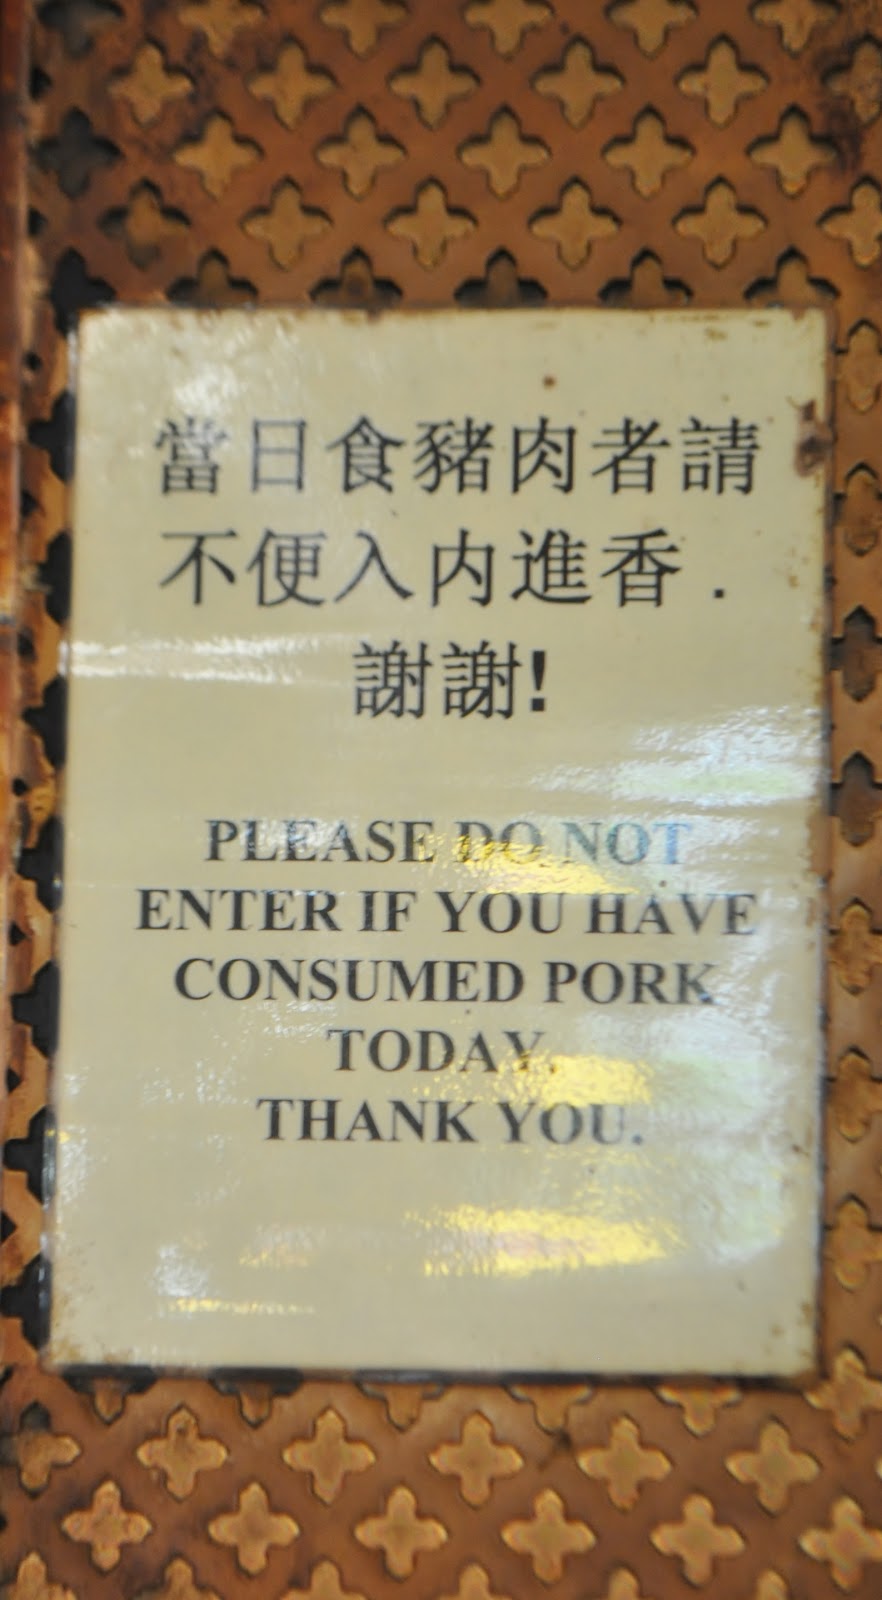 當日食豬肉者請
不便入内進香.
謝謝!
PLEASE DO NOT
ENTER IF YOU HAVE
CONSUMED PORK
TODAY.
THANK YOU.